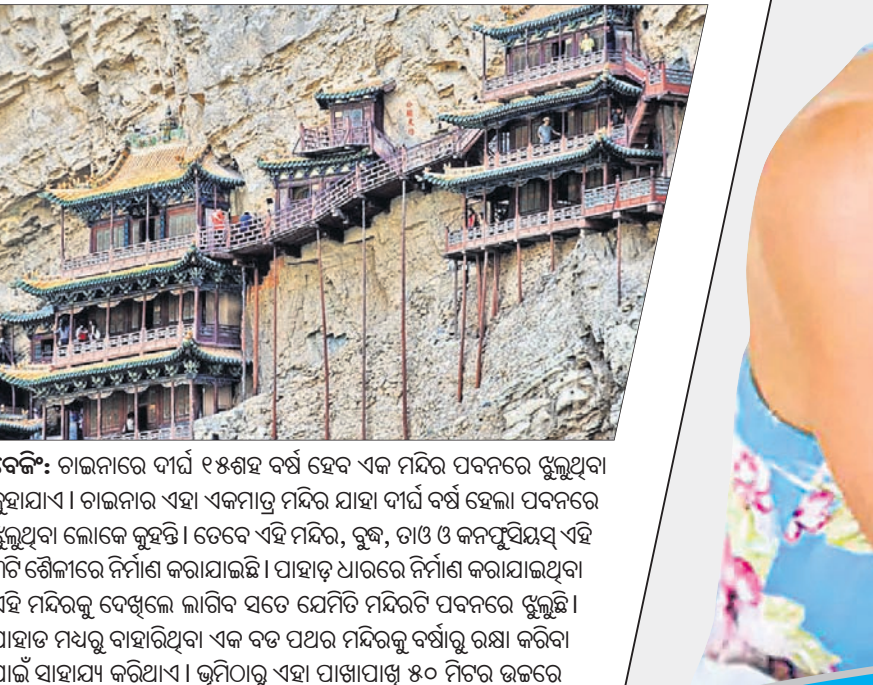 ବେଜିଂ: ଚାଇନାରେ ଦୀର୍ଘ ୧୫ଶହ ବର୍ଷ ହେବ ଏକ ମନ୍ଦିର ପବନରେ ଝୁଲୁଥିବା
କୁହାଯାଏ । ଚାଇନାର ଏହା ଏକମାତ୍ର ମନ୍ଦିର ଯାହା ଦୀର୍ଘ ବର୍ଷ ହେଲା ପବନରେ
ଝୁଲୁଥିବା ଲୋକେ କୁହନ୍ତି । ତେବେ ଏହି ମନ୍ଦିର, ବୁଦ୍ଧ, ତାଓ ଓ କନଫୁସିୟସ୍ ଏହି
ଶୈଳୀରେ ନିର୍ମାଣ କରାଯାଇଛି । ପାହାଡ଼ ଧାରରେ ନିର୍ମାଣ କରାଯାଇଥିବା
ଏହି ମନ୍ଦିରକୁ ଦେଖିଲେ ଲାଗିବ ସତେ ଯେମିତି ମନ୍ଦିରଟି ପବନରେ ଝୁଲୁଛି ।
ପାହାଡ ମଧ୍ୟରୁ ବାହାରିଥିବା ଏକ ବଡ ପଥର ମନ୍ଦିରକୁ ବର୍ଷାରୁ ରକ୍ଷା କରିବା
ପାଇଁ ସାହାଯ୍ୟ କରିଥାଏ । ଭୂମିଠାରୁ ଏହା ପାଖାପାଖି ୫୦ ମିଟର ଉଚ୍ଚରେ